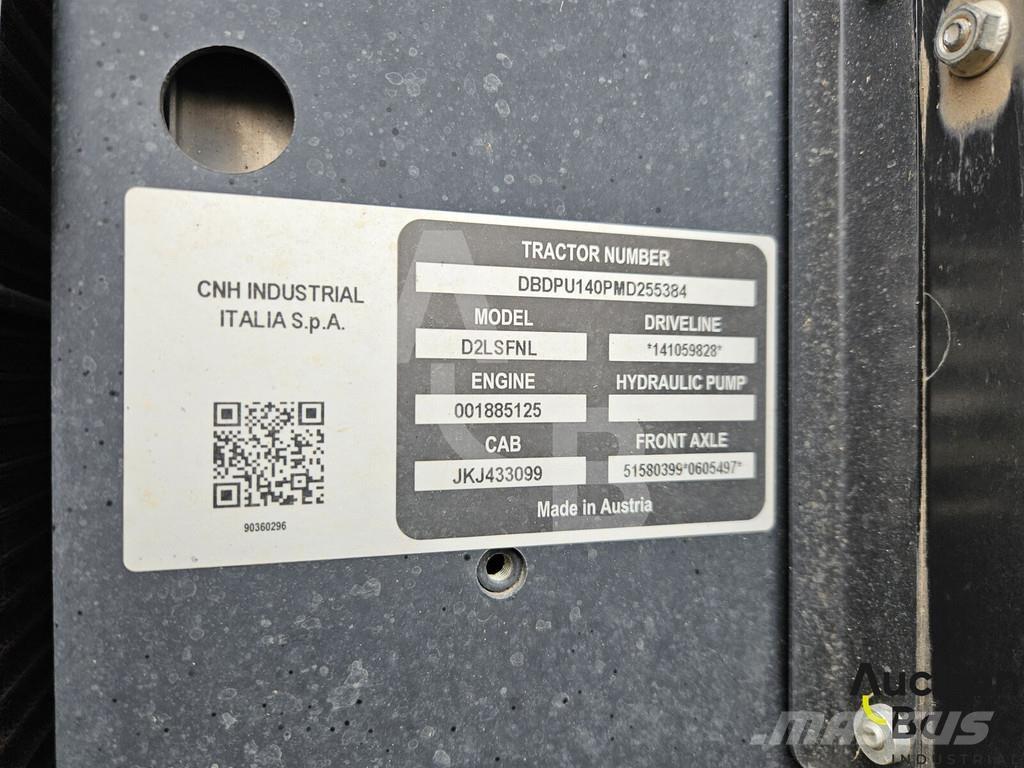 CNH INDUSTRIAL
ITALIA S.p.A.
90360296
TRACTOR NUMBER
DBDPU140PMD255384
MODEL
D2LSFNL
DRIVELINE
*141059828*
ENGINE
001885125
HYDRAULIC PUMP
CAB
JKJ433099
FRONT AXLE
51580399*0605497*
Made in Austria
INDUSTRIAL